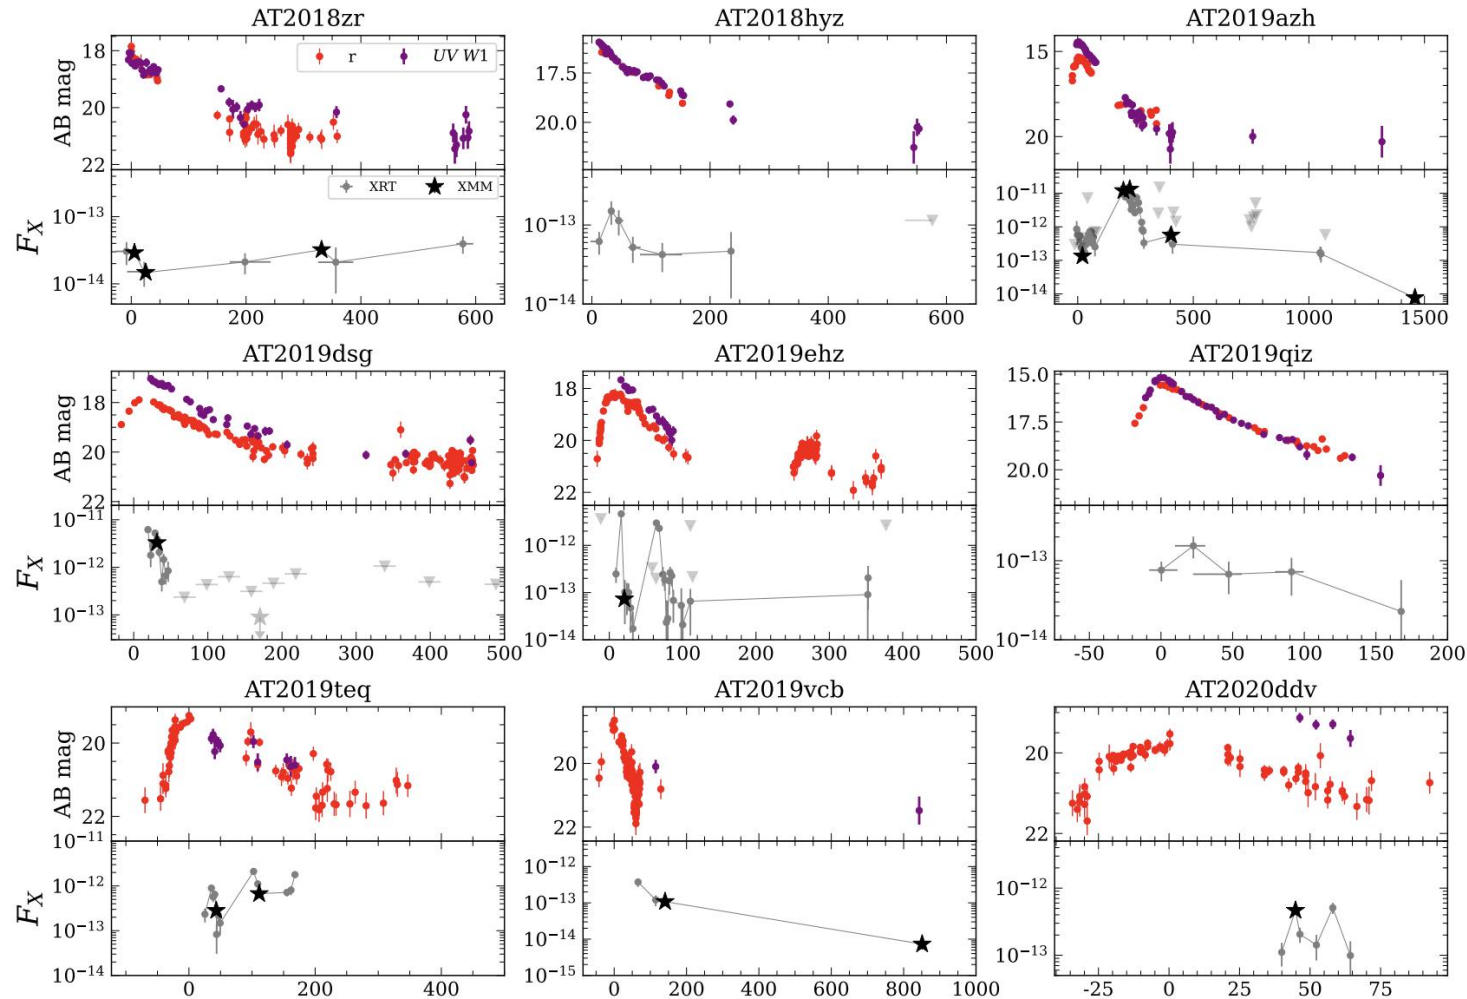 AT2018zr AT2018hyz AT2019azh
AB mag 18 20 22 r UV W1
17.5 20.0
15 20
F_X 10⁻¹³ 10⁻¹⁴ XRT XMM
10⁻¹³ 10⁻¹⁴
10⁻¹¹ 10⁻¹² 10⁻¹³ 10⁻¹⁴
0 200 400 600 0 200 400 600 0 500 1000 1500
AT2019dsg AT2019ehz AT2019qiz
AB mag 18 20 22
18 20 22
15.0 17.5 20.0
F_X 10⁻¹¹ 10⁻¹² 10⁻¹³
10⁻¹² 10⁻¹³ 10⁻¹⁴
10⁻¹³ 10⁻¹⁴
0 100 200 300 400 500 0 100 200 300 400 500 -50 0 50 100 150 200
AT2019teq AT2019vcb AT2020ddv
AB mag 20 22
20 22
20 22
F_X 10⁻¹¹ 10⁻¹² 10⁻¹³ 10⁻¹⁴
10⁻¹² 10⁻¹³ 10⁻¹⁴ 10⁻¹⁵
10⁻¹² 10⁻¹³
0 200 400 0 200 400 600 800 1000 -25 0 25 50 75